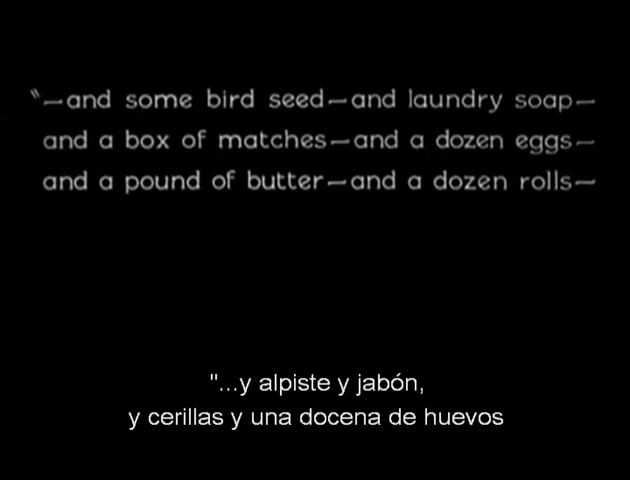 "—and some bird seed—and laundry soap—
and a box of matches—and a dozen eggs—
and a pound of butter—and a dozen rolls—
"...y alpiste y jabón,
y cerillas y una docena de huevos